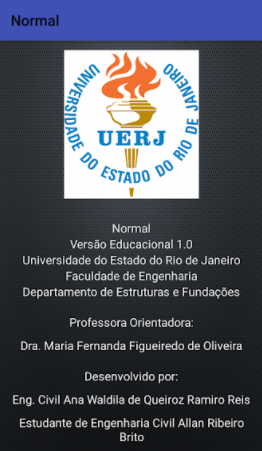 Normal
UNIVERSIDADE DO ESTADO DO RIO DE JANEIRO
UERJ
Normal
Versão Educacional 1.0
Universidade do Estado do Rio de Janeiro
Faculdade de Engenharia
Departamento de Estruturas e Fundações
Professora Orientadora:
Dra. Maria Fernanda Figueiredo de Oliveira
Desenvolvido por:
Eng. Civil Ana Waldila de Queiroz Ramiro Reis
Estudante de Engenharia Civil Allan Ribeiro
Brito